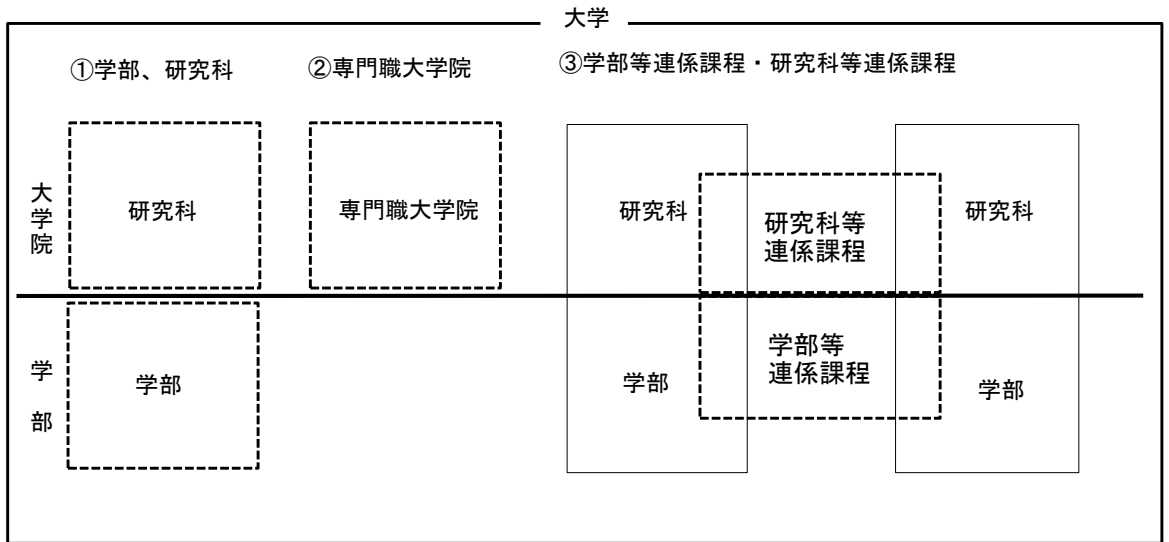 大学
①学部、研究科
②専門職大学院
③学部等連係課程・研究科等連係課程
大学院
研究科
専門職大学院
研究科
研究科等
連係課程
研究科
学部
学部
学部
学部等
連係課程
学部